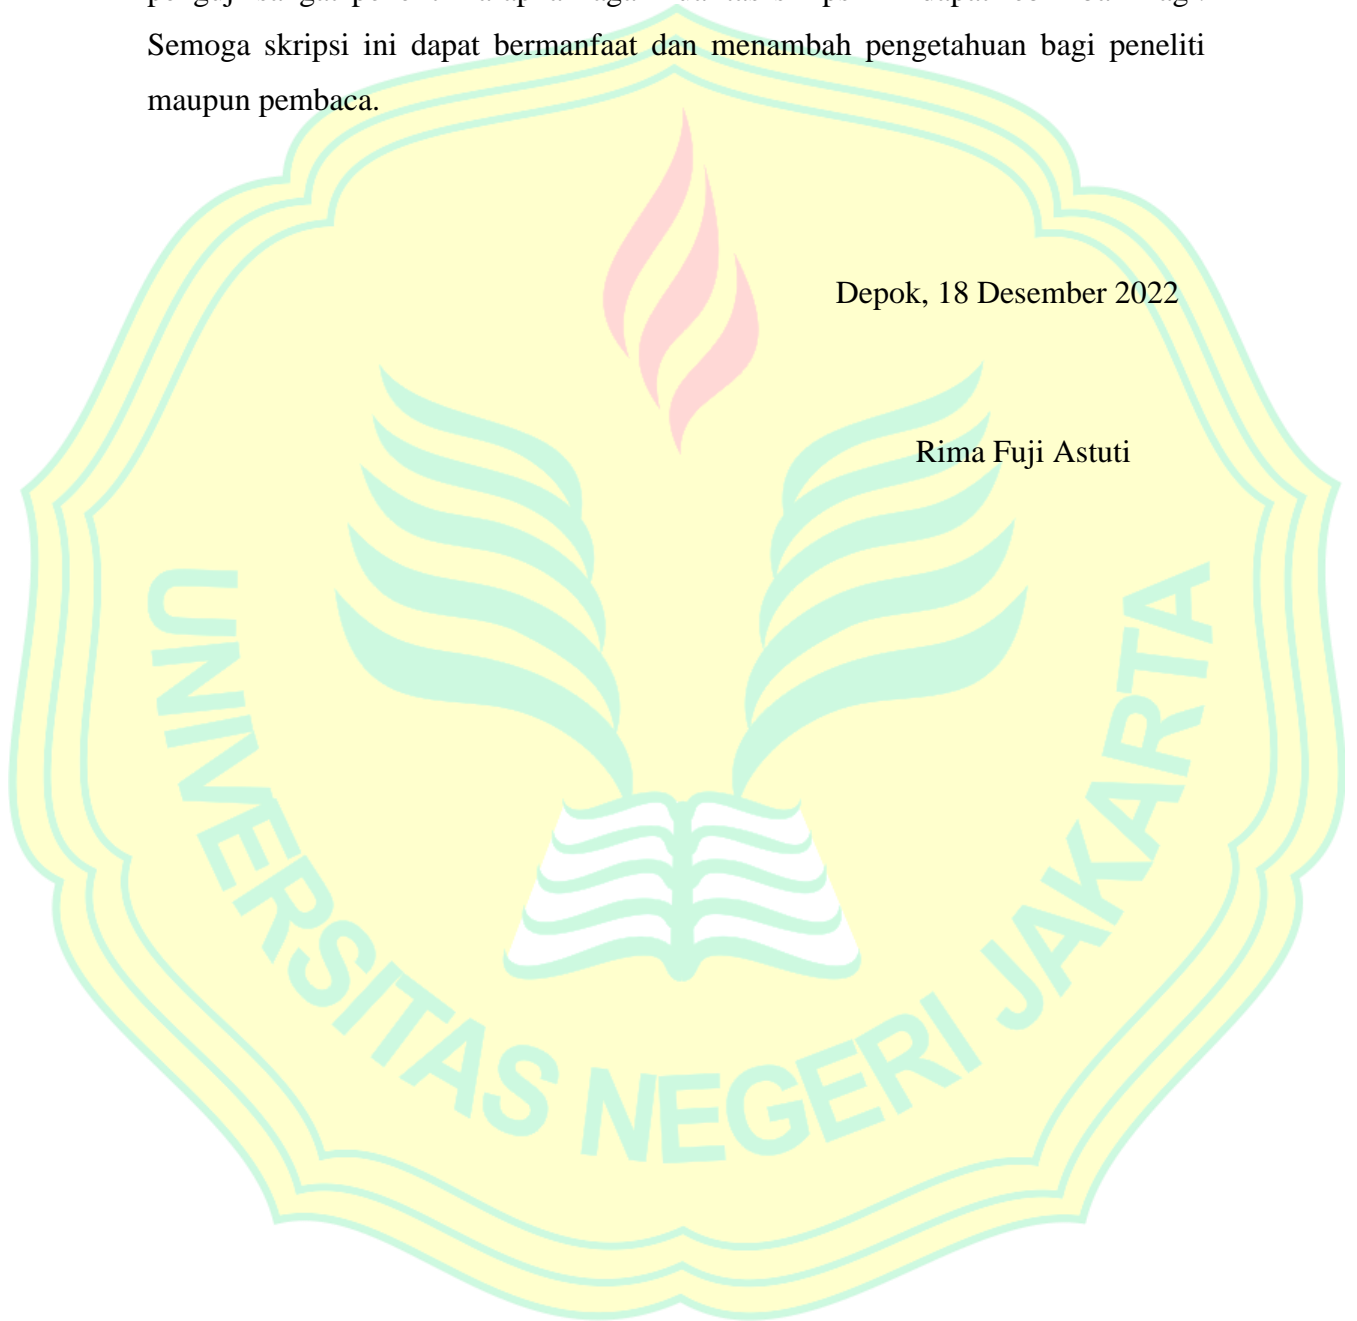 Semoga skripsi ini dapat bermanfaat dan menambah pengetahuan bagi peneliti
maupun pembaca.
Depok, 18 Desember 2022
Rima Fuji Astuti
UNIVERSITAS NEGERI JAKARTA